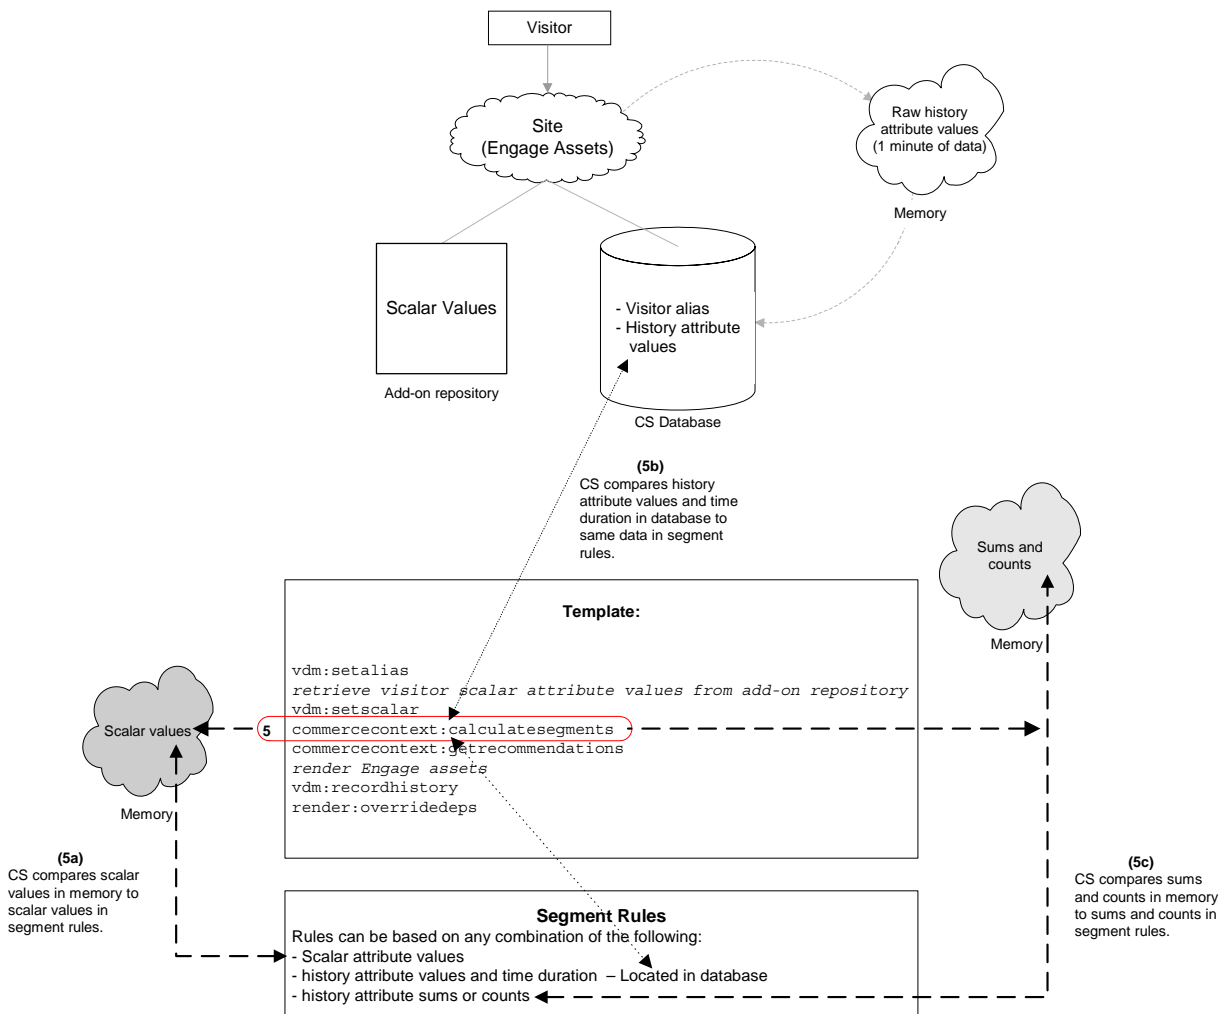 Visitor
Site
(Engage Assets)
Raw history
attribute values
(1 minute of data)
Memory
Scalar Values
Add-on repository
- Visitor alias
- History attribute
values
CS Database
(5b)
CS compares history
attribute values and time
duration in database to
same data in segment
rules.
Sums and
counts
Memory
Template:
vdm:setalias
retrieve visitor scalar attribute values from add-on repository
vdm:setscalar
5 commercecontext:calculatesegments
commercecontext:getrecommendations
render Engage assets
vdm:recordhistory
render:overridedeps
Scalar values
Memory
(5a)
CS compares scalar
values in memory to
scalar values in
segment rules.
(5c)
CS compares sums
and counts in memory
to sums and counts in
segment rules.
Segment Rules
Rules can be based on any combination of the following:
- Scalar attribute values
- history attribute values and time duration – Located in database
- history attribute sums or counts